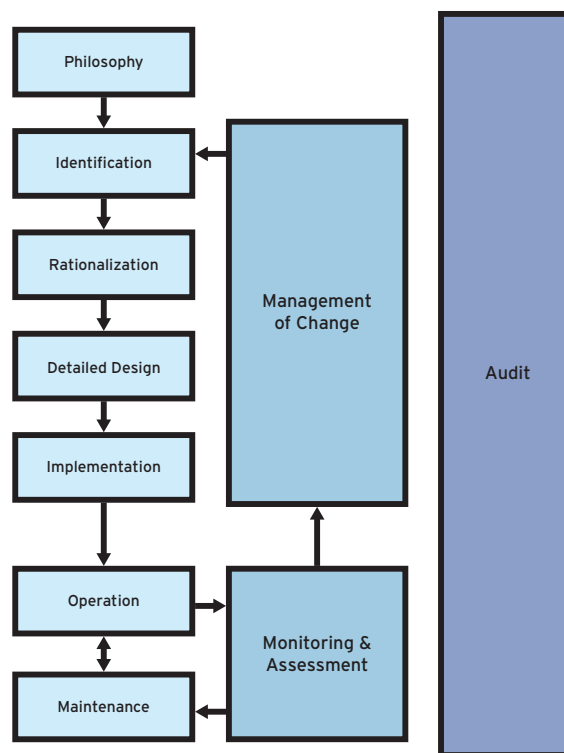 Philosophy
Identification
Rationalization
Detailed Design
Implementation
Operation
Maintenance
Management
of Change
Monitoring &
Assessment
Audit